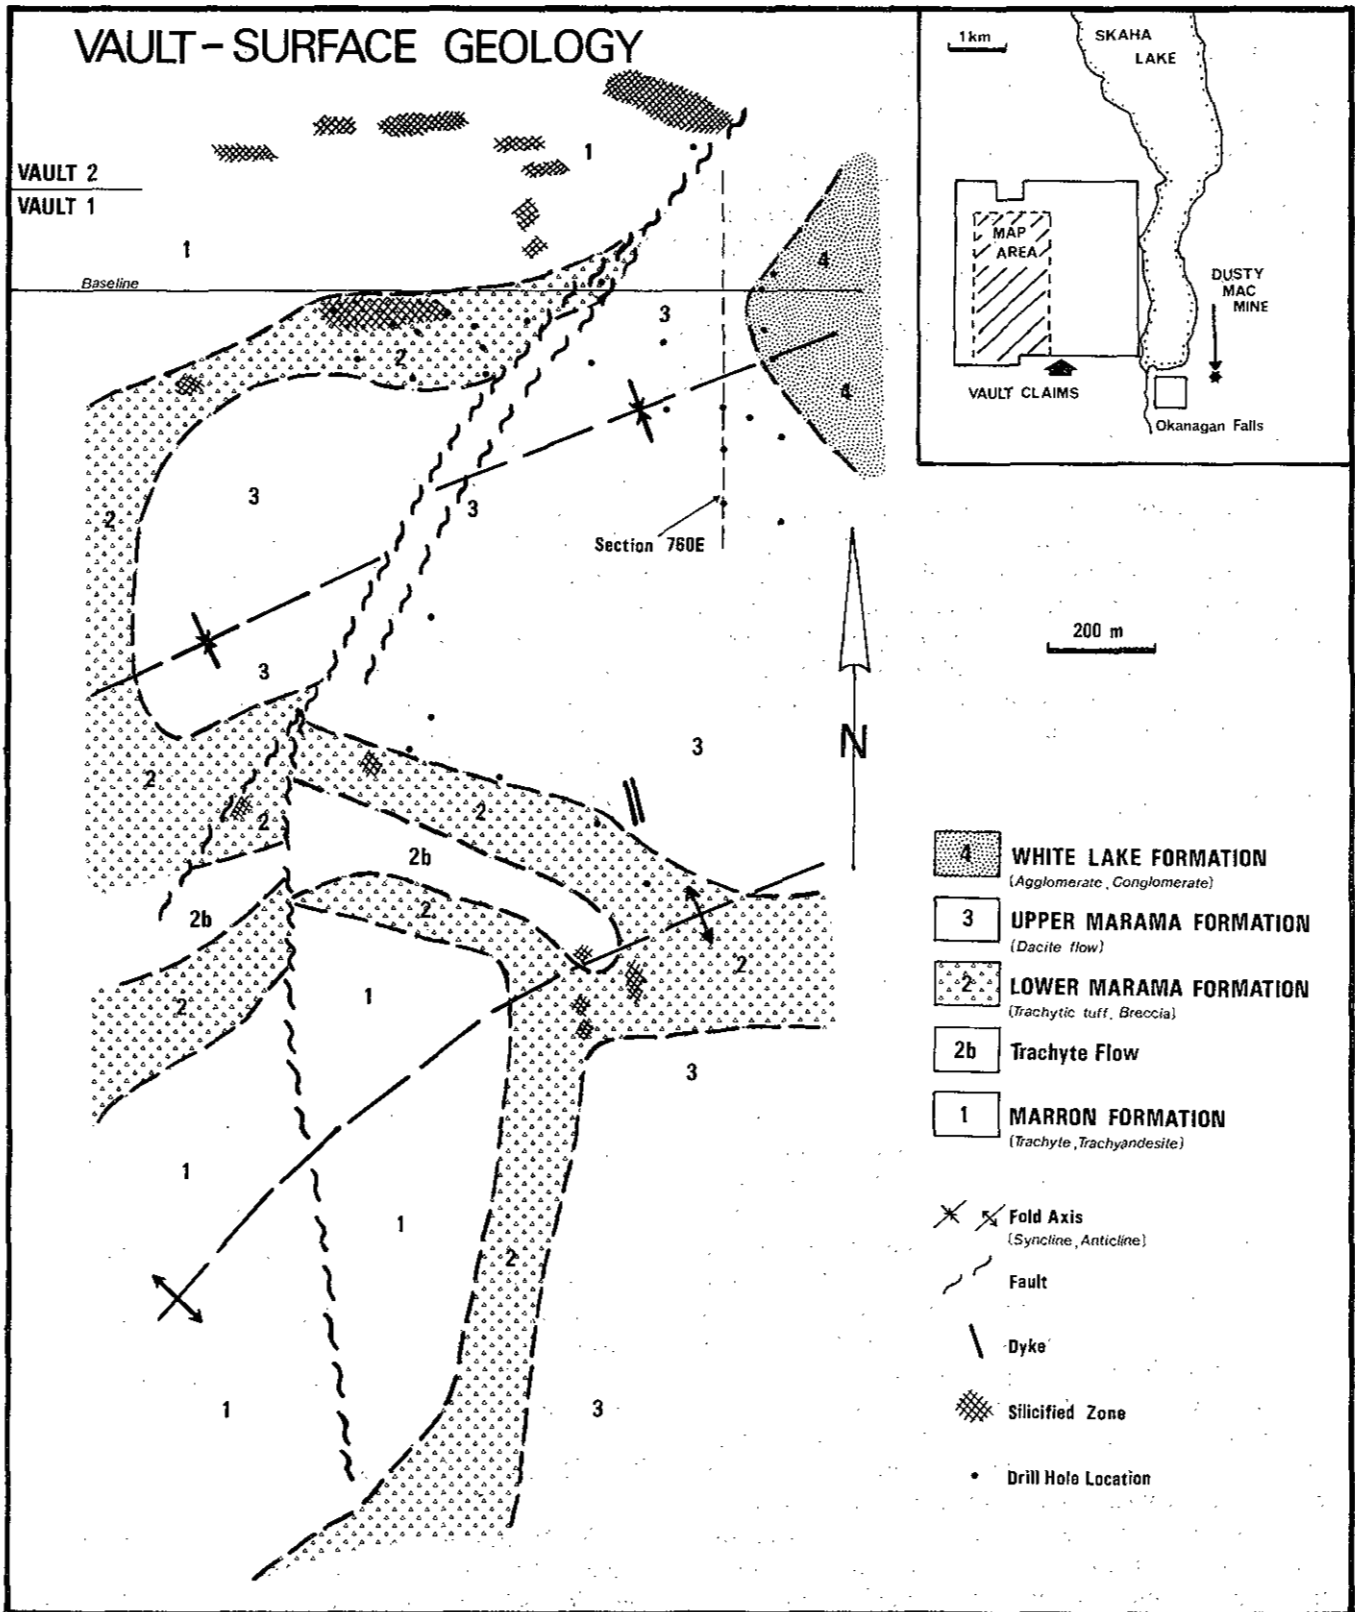 VAULT-SURFACE GEOLOGY
1
VAULT 2
VAULT 1
1
Baseline
4
3
2
4
3
2
3
Section 760E
3
3
2
2
2
2b
2b
2
2
2
1
3
1
1
2
1
3
N
200 m
1km
SKAHA
LAKE
MAP
AREA
DUSTY
MAC
MINE
VAULT CLAIMS
Okanagan Falls
4 WHITE LAKE FORMATION
(Agglomerate, Conglomerate)
3 UPPER MARAMA FORMATION
(Dacite flow)
2 LOWER MARAMA FORMATION
(Trachytic tuff, Breccia)
2b Trachyte Flow
1 MARRON FORMATION
(Trachyte, Trachyandesite)
Fold Axis
(Syncline, Anticline)
Fault
Dyke
Silicified Zone
Drill Hole Location